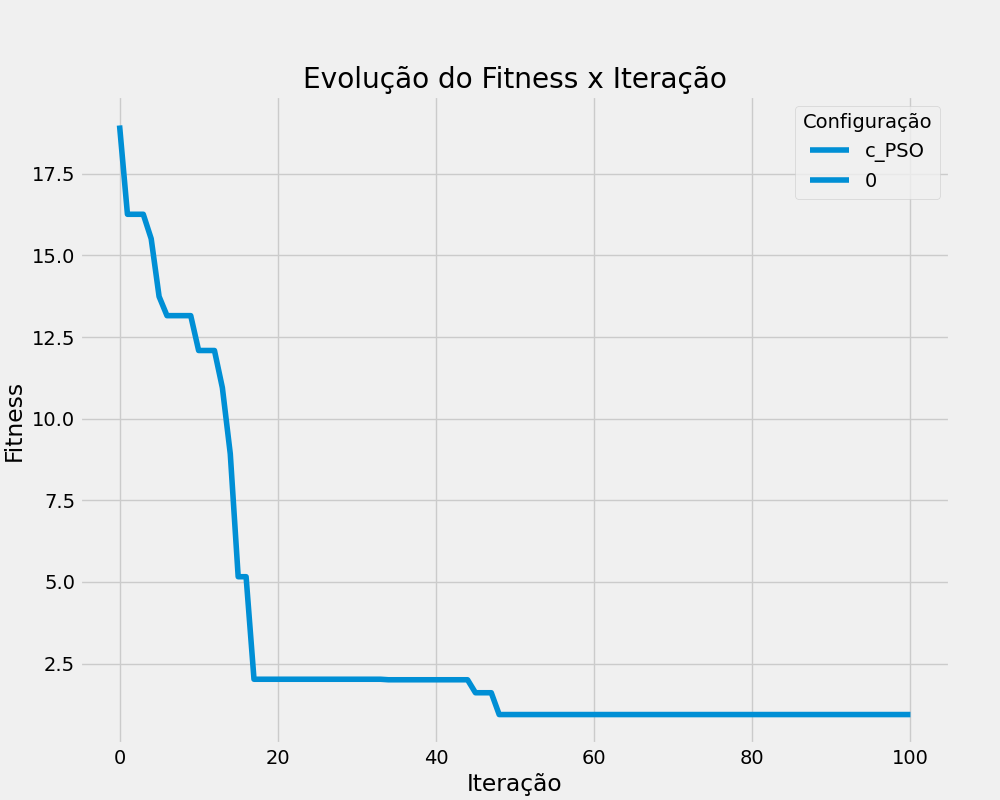 Evolução do Fitness x Iteração
Configuração
c_PSO
0
Fitness
17.5
15.0
12.5
10.0
7.5
5.0
2.5
0 20 40 60 80 100
Iteração